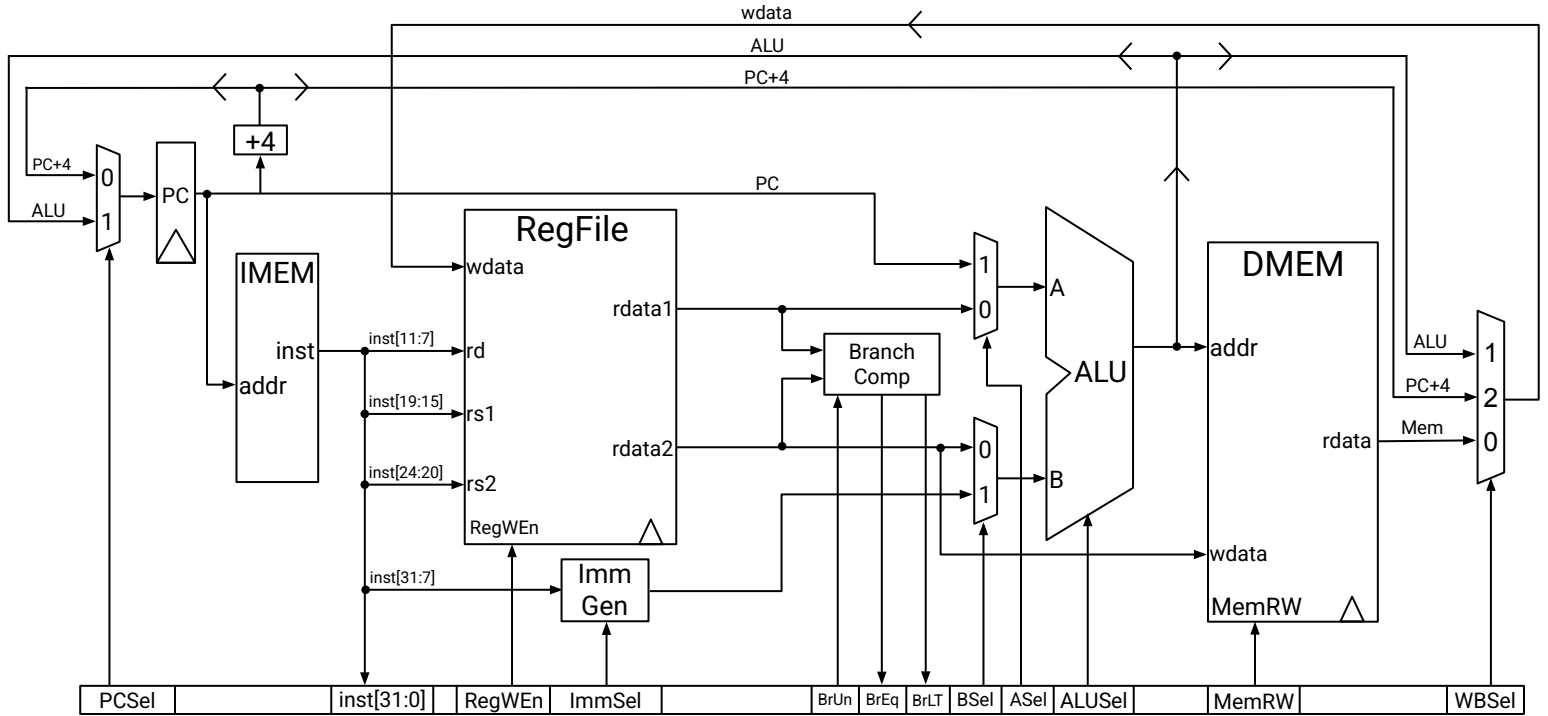 wdata
ALU
PC+4
+4
PC+4
0
ALU
1
PC
PC
IMEM
inst
addr
inst[11:7]
inst[19:15]
inst[24:20]
inst[31:7]
RegFile
wdata
rd
rs1
rs2
RegWEn
rdata1
rdata2
Imm
Gen
Branch
Comp
1
0
0
1
A
B
ALU
DMEM
addr
rdata
wdata
MemRW
ALU
1
PC+4
2
Mem
0
PCSel
inst[31:0]
RegWEn
ImmSel
BrUn
BrEq
BrLT
BSel
ASel
ALUSel
MemRW
WBSel